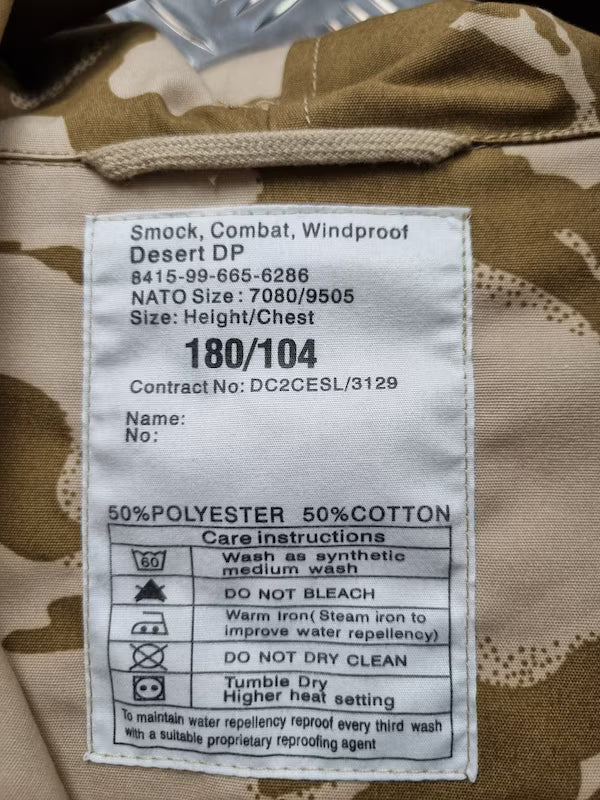 Smock, Combat, Windproof
Desert DP
8415-99-665-6286
NATO Size: 7080/9505
Size: Height/Chest
180/104
Contract No: DC2CESL/3129
Name:
No:
50%POLYESTER 50%COTTON
Care instructions
60
Wash as synthetic
medium wash
DO NOT BLEACH
Warm Iron(Steam iron to
improve water repellency)
DO NOT DRY CLEAN
Tumble Dry
Higher heat setting
To maintain water repellency reproof every third wash
with a suitable proprietary reproofing agent